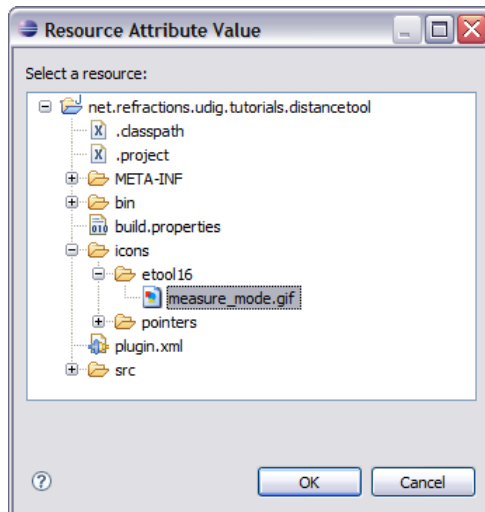 Resource Attribute Value
Select a resource:
net.refractions.udig.tutorials.distancetool
.classpath
.project
META-INF
bin
build.properties
icons
etool16
measure_mode.gif
pointers
plugin.xml
src
OK Cancel